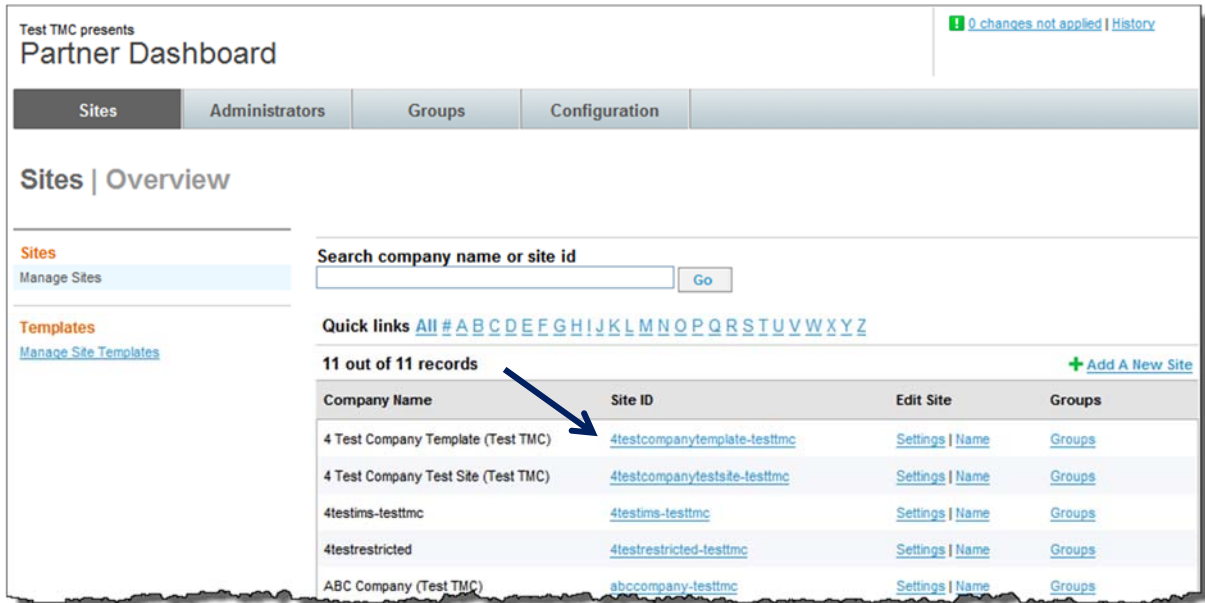 Test TMC presents
Partner Dashboard
0 changes not applied | History
Sites Administrators Groups Configuration
Sites | Overview
Sites
Manage Sites
Templates
Manage Site Templates
Search company name or site id
Go
Quick links All # A B C D E F G H I J K L M N O P Q R S T U V W X Y Z
11 out of 11 records
Add A New Site
Company Name Site ID Edit Site Groups
4 Test Company Template (Test TMC) 4testcompanytemplate-testtmc Settings | Name Groups
4 Test Company Test Site (Test TMC) 4testcompanytestsite-testtmc Settings | Name Groups
4testims-testtmc 4testims-testtmc Settings | Name Groups
4testrestricted 4testrestricted-testtmc Settings | Name Groups
ABC Company (Test TMC) abccompany-testtmc Settings | Name Groups